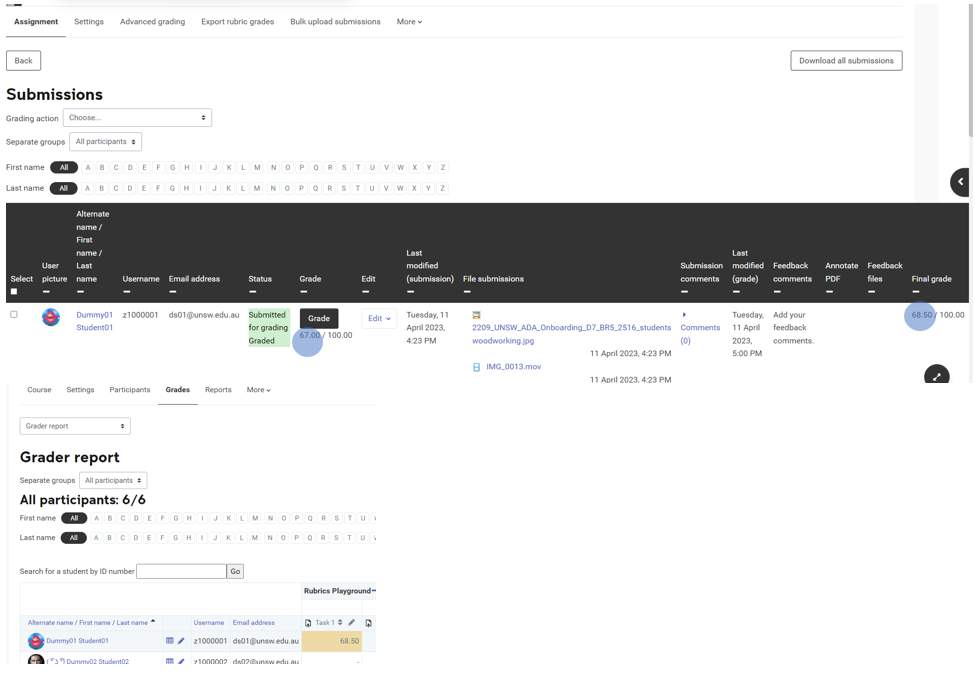 Assignment Settings Advanced grading Export rubric grades Bulk upload submissions More
Back
Download all submissions
Submissions
Grading action Choose...
Separate groups All participants
First name All A B C D E F G H I J K L M N O P Q R S T U V W X Y Z
Last name All A B C D E F G H I J K L M N O P Q R S T U V W X Y Z
Select
User picture
Alternate name / First name / Last name
Username
Email address
Status
Grade
Edit
Last modified (submission)
File submissions
Submission comments
Last modified (grade)
Feedback comments
Annotate PDF
Feedback files
Final grade
Dummy01 Student01
z1000001
ds01@unsw.edu.au
Submitted for grading
Graded
Grade
67.00 / 100.00
Edit
Tuesday, 11 April 2023, 4:23 PM
2209_UNSW_ADA_Onboarding_D7_BR5_2516_students woodworking.jpg
11 April 2023, 4:23 PM
IMG_0013.mov
11 April 2023, 4:23 PM
Comments (0)
Tuesday, 11 April 2023, 5:00 PM
Add your feedback comments.
68.50 / 100.00
Course Settings Participants Grades Reports More
Grader report
Grader report
Separate groups All participants
All participants: 6/6
First name All A B C D E F G H I J K L M N O P Q R S T U
Last name All A B C D E F G H I J K L M N O P Q R S T U
Search for a student by ID number Go
Rubrics Playground
Alternate name / First name / Last name Username Email address Task 1
Dummy01 Student01 z1000001 ds01@unsw.edu.au 68.50
Dummy02 Student02 z1000002 ds02@unsw.edu.au -